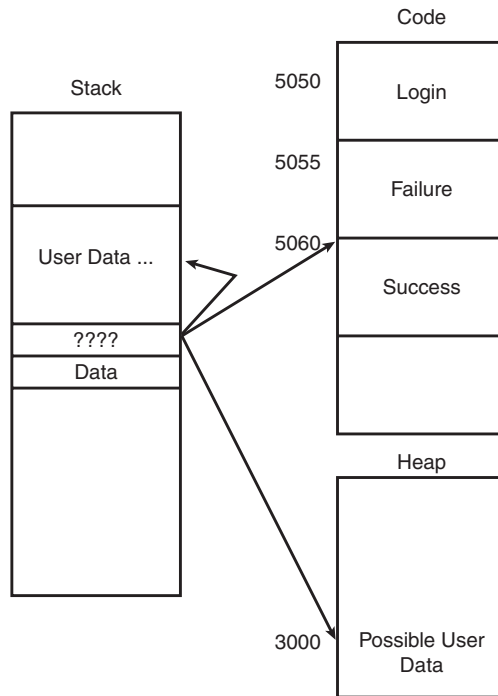 Stack
User Data ...
????
Data
Code
5050
Login
5055
Failure
5060
Success
Heap
3000
Possible User
Data